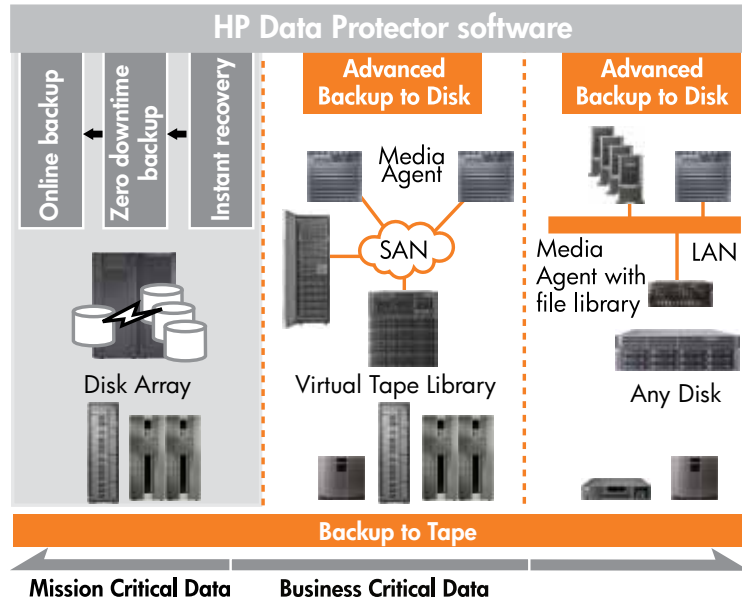 HP Data Protector software
Online backup
Zero downtime
backup
Instant recovery
Disk Array
Advanced
Backup to Disk
Media
Agent
SAN
Virtual Tape Library
Advanced
Backup to Disk
Media
Agent with
file library
LAN
Any Disk
Backup to Tape
Mission Critical Data
Business Critical Data